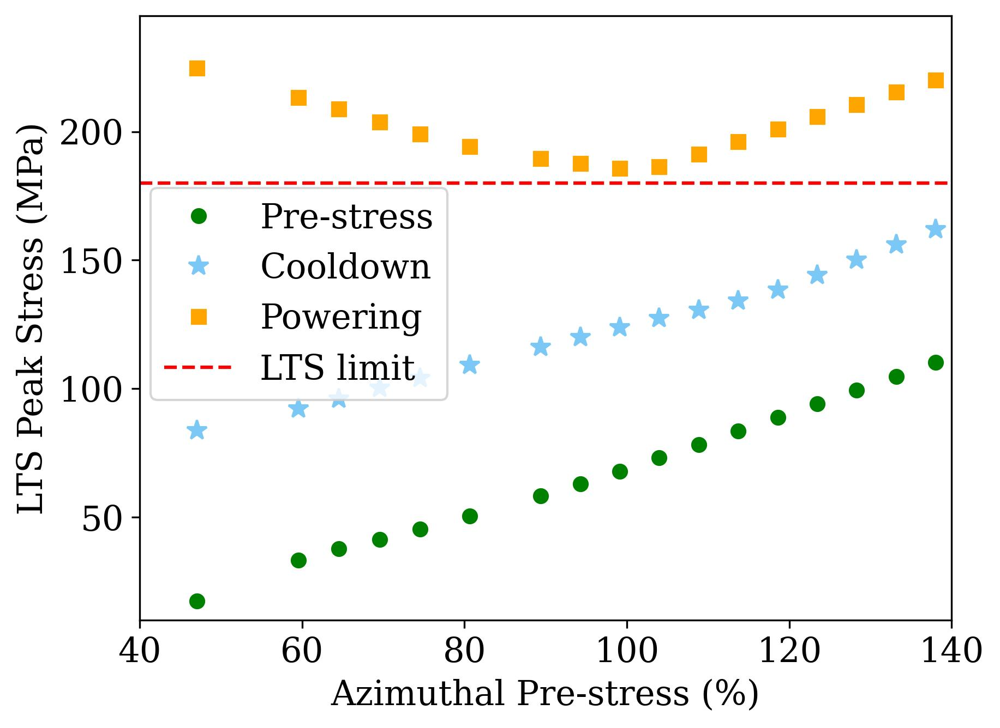 LTS Peak Stress (MPa)
200
150
100
50
Pre-stress
Cooldown
Powering
LTS limit
40 60 80 100 120 140
Azimuthal Pre-stress (%)